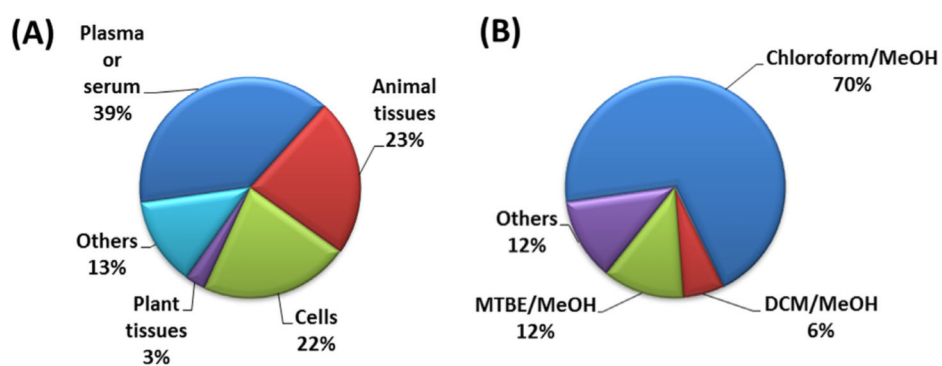 (A)
Plasma
or
serum
39%
Animal
tissues
23%
Cells
22%
Plant
tissues
3%
Others
13%
(B)
Chloroform/MeOH
70%
DCM/MeOH
6%
MTBE/MeOH
12%
Others
12%